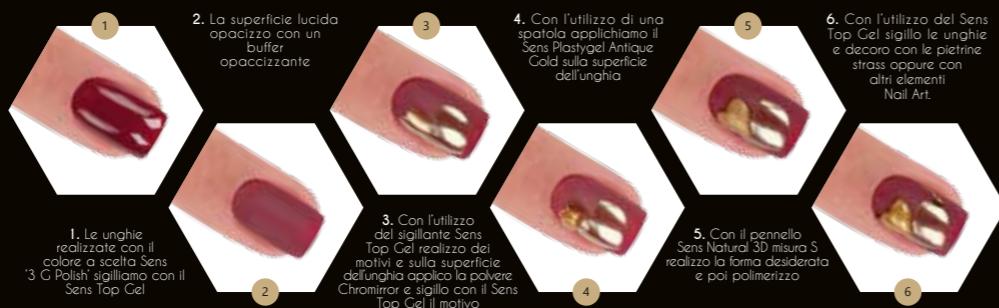 1
1. Le unghie
realizzate con il
colore a scelta Sens
'3 G Polish' sigilliamo con il
Sens Top Gel
2. La superficie lucida
opacizzo con un
buffer
opaccizzante
2
3
3. Con l'utilizzo
del sigillante Sens
Top Gel realizzo dei
motivi e sulla superficie
dell'unghia applico la polvere
Chromirror e sigillo con il Sens
Top Gel il motivo
4. Con l'utilizzo di una
spatola applichiamo il
Sens Plastygel Antique
Gold sulla superficie
dell'unghia
4
5
5. Con il pennello
Sens Natural 3D misura S
realizzo la forma desiderata
e poi polimerizzo
6. Con l'utilizzo del Sens
Top Gel sigillo le unghie
e decoro con le pietrine
strass oppure con
altri elementi
Nail Art.
6